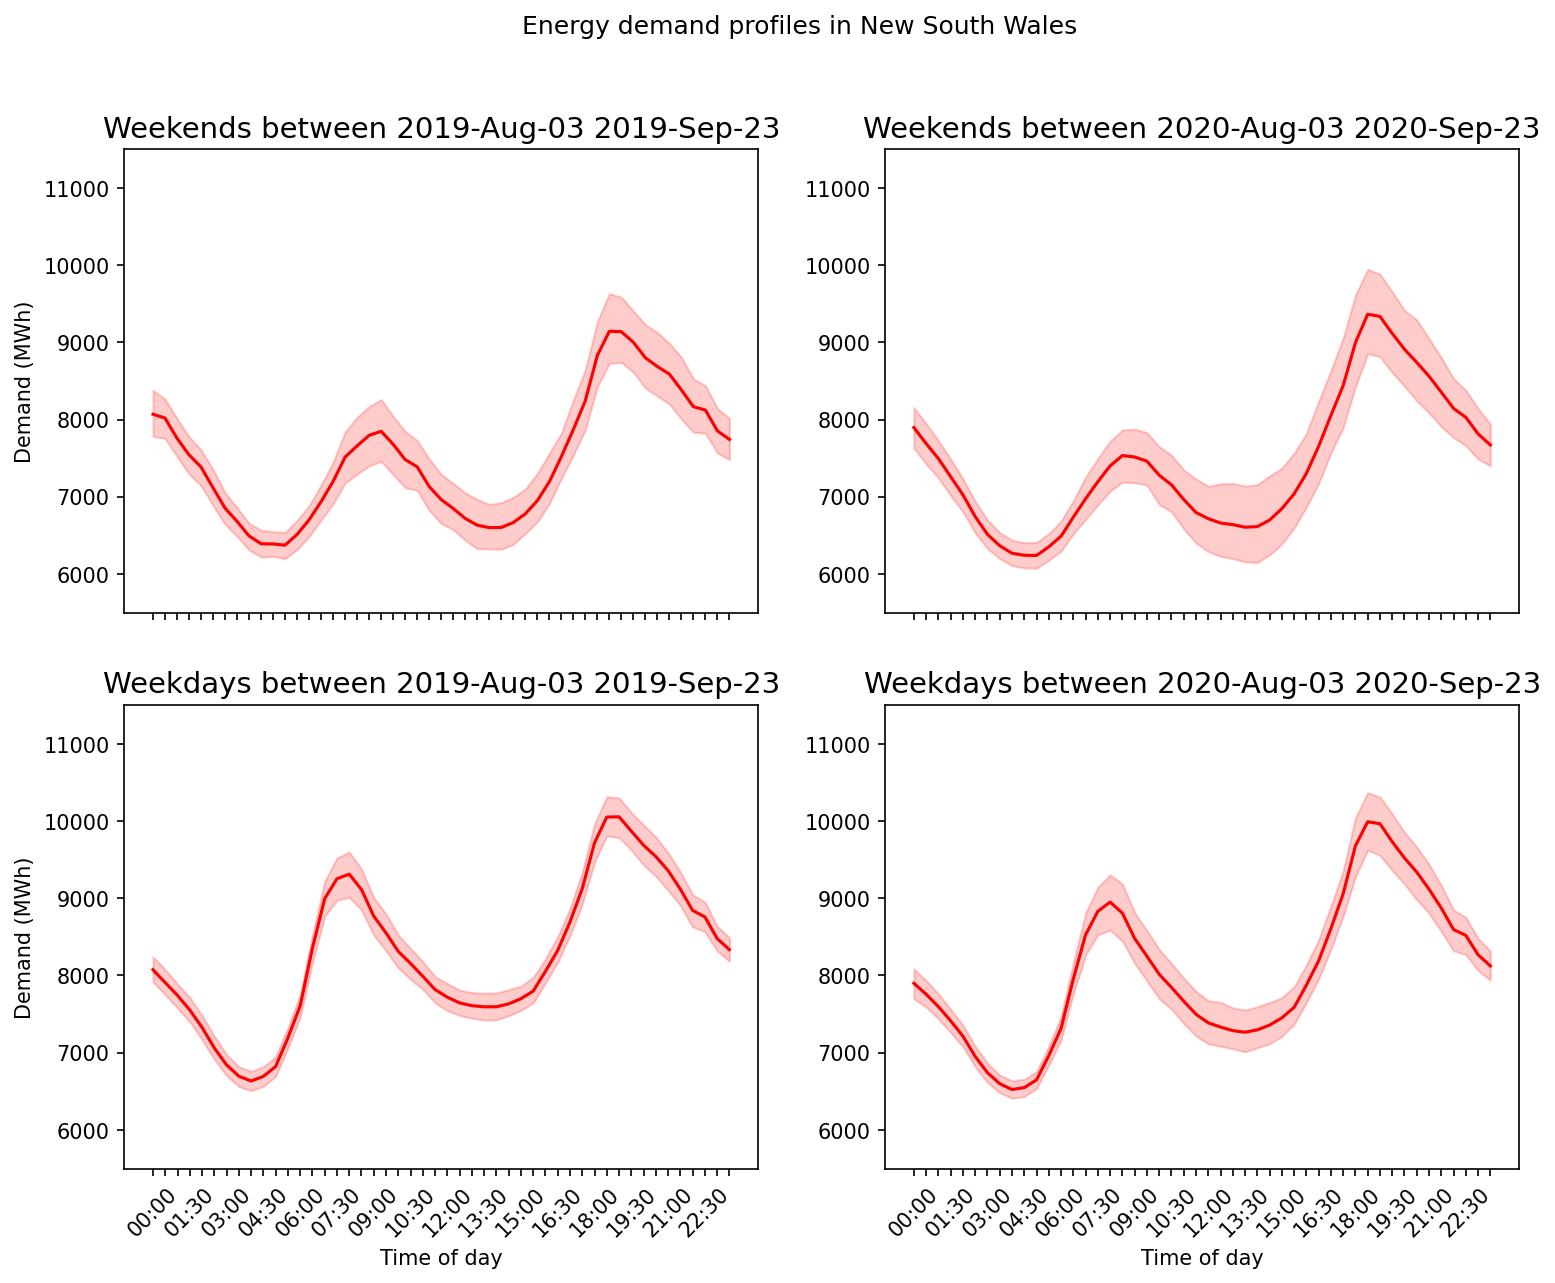 Energy demand profiles in New South Wales
Weekends between 2019-Aug-03 2019-Sep-23
Demand (MWh)
11000
10000
9000
8000
7000
6000
Weekends between 2020-Aug-03 2020-Sep-23
11000
10000
9000
8000
7000
6000
Weekdays between 2019-Aug-03 2019-Sep-23
Demand (MWh)
11000
10000
9000
8000
7000
6000
00:00 01:30 03:00 04:30 06:00 07:30 09:00 10:30 12:00 13:30 15:00 16:30 18:00 19:30 21:00 22:30
Time of day
Weekdays between 2020-Aug-03 2020-Sep-23
11000
10000
9000
8000
7000
6000
00:00 01:30 03:00 04:30 06:00 07:30 09:00 10:30 12:00 13:30 15:00 16:30 18:00 19:30 21:00 22:30
Time of day